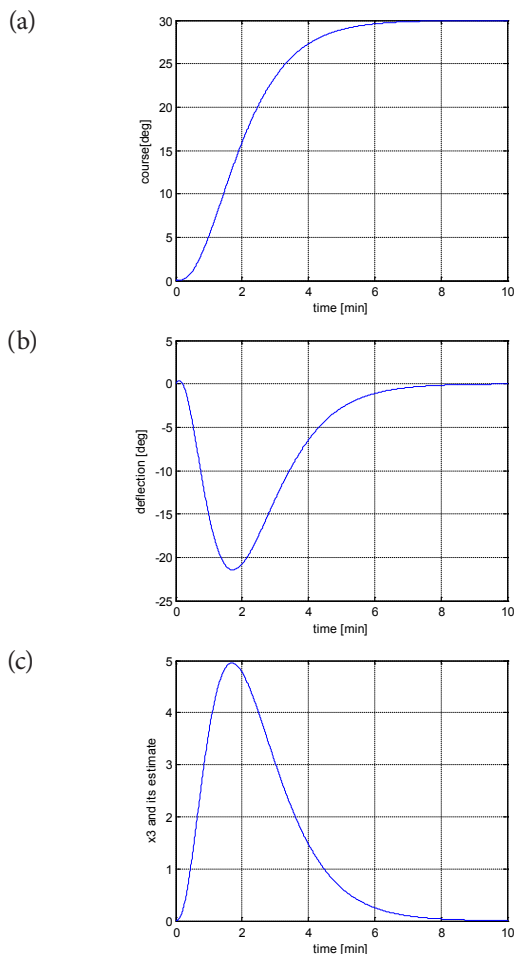 (a)
30
25
20
15
10
5
0
course[deg]
0 2 4 6 8 10
time [min]
(b)
5
0
-5
-10
-15
-20
-25
deflection [deg]
0 2 4 6 8 10
time [min]
(c)
5
4
3
2
1
0
x3 and its estimate
0 2 4 6 8 10
time [min]